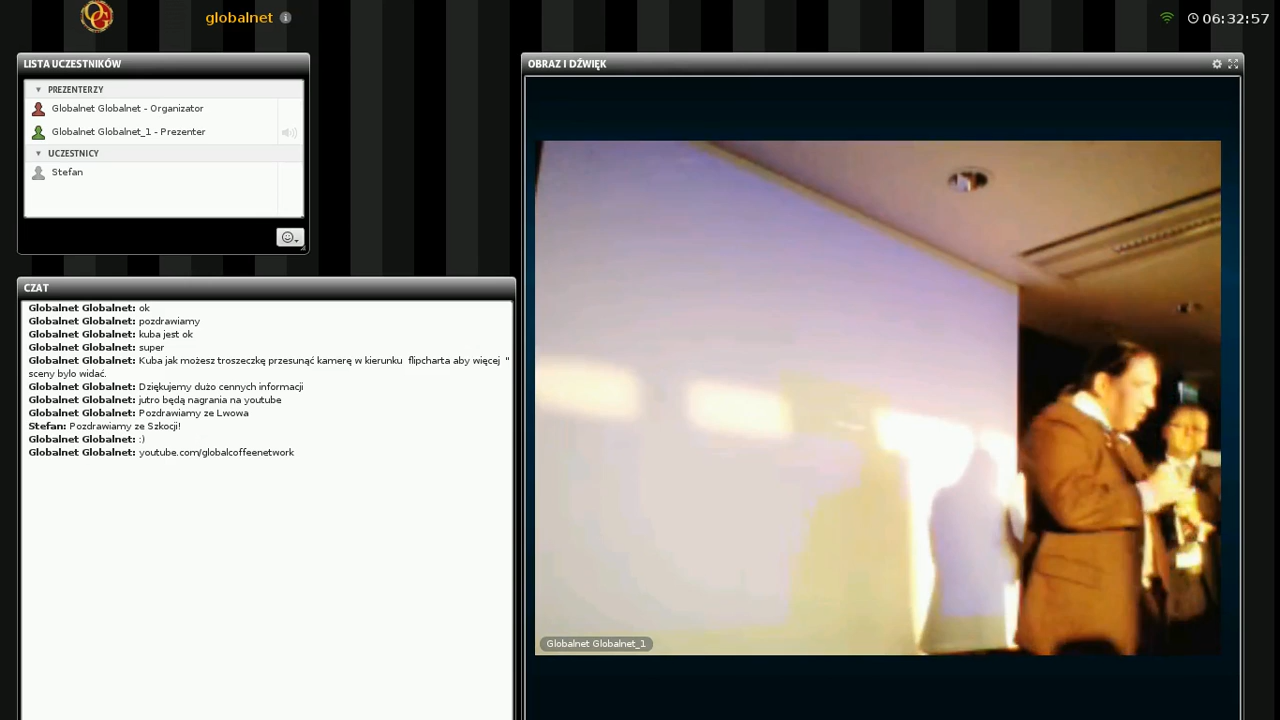 OG
globalnet
06:32:57
LISTA UCZESTNIKÓW
PREZENTERZY
Globalnet Globalnet - Organizator
Globalnet Globalnet_1 - Prezenter
UCZESTNICY
Stefan
CZAT
Globalnet Globalnet: ok
Globalnet Globalnet: pozdrawiamy
Globalnet Globalnet: kuba jest ok
Globalnet Globalnet: super
Globalnet Globalnet: Kuba jak możesz troszeczkę przesunąć kamerę w kierunku  flipcharta aby więcej  "
sceny bylo widać.
Globalnet Globalnet: Dziękujemy dużo cennych informacji
Globalnet Globalnet: jutro będą nagrania na youtube
Globalnet Globalnet: Pozdrawiamy ze Lwowa
Stefan: Pozdrawiamy ze Szkocji!
Globalnet Globalnet: :)
Globalnet Globalnet: youtube.com/globalcoffeenetwork
OBRAZ I DŹWIĘK
Globalnet Globalnet_1